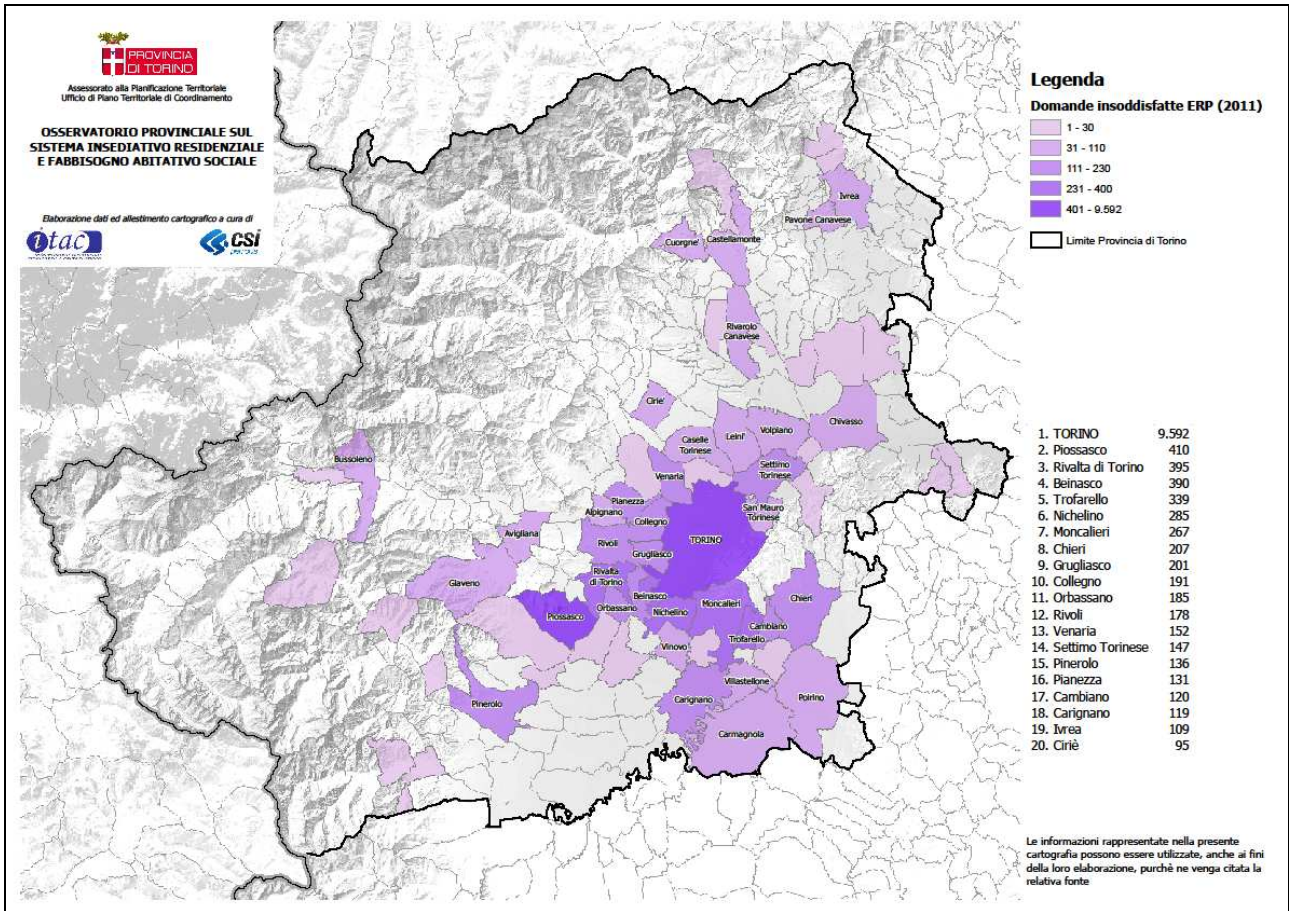 PROVINCIA
DI TORINO
Assessorato alla Pianificazione Territoriale
Ufficio di Piano Territoriale di Coordinamento
OSSERVATORIO PROVINCIALE SUL
SISTEMA INSEDIATIVO RESIDENZIALE
E FABBISOGNO ABITATIVO SOCIALE
Elaborazione dati ed allestimento cartografico a cura di
itac
CSI
Legenda
Domande insoddisfatte ERP (2011)
1 - 30
31 - 110
111 - 230
231 - 400
401 - 9.592
Limite Provincia di Torino
Ivrea
Pavone Canavese
Cuorgne'
Castellamonte
Rivarolo
Canavese
Cirie'
Caselle
Torinese
Leini'
Volpiano
Chivasso
Bussoleno
Venaria
Settimo
Torinese
Pianezza
Alpignano
San Mauro
Torinese
Collegno
Avigliana
Rivoli
TORINO
Grugliasco
Giaveno
Rivalta
di Torino
Beinasco
Orbassano
Nichelino
Moncalieri
Chieri
Piossasco
Cambiano
Trofarello
Vinovo
Villastellone
Pinerolo
Carignano
Poirino
Carmagnola
1. TORINO 9.592
2. Piossasco 410
3. Rivalta di Torino 395
4. Beinasco 390
5. Trofarello 339
6. Nichelino 285
7. Moncalieri 267
8. Chieri 207
9. Grugliasco 201
10. Collegno 191
11. Orbassano 185
12. Rivoli 178
13. Venaria 152
14. Settimo Torinese 147
15. Pinerolo 136
16. Pianezza 131
17. Cambiano 120
18. Carignano 119
19. Ivrea 109
20. Ciriè 95
Le informazioni rappresentate nella presente
cartografia possono essere utilizzate, anche ai fini
della loro elaborazione, purchè ne venga citata la
relativa fonte